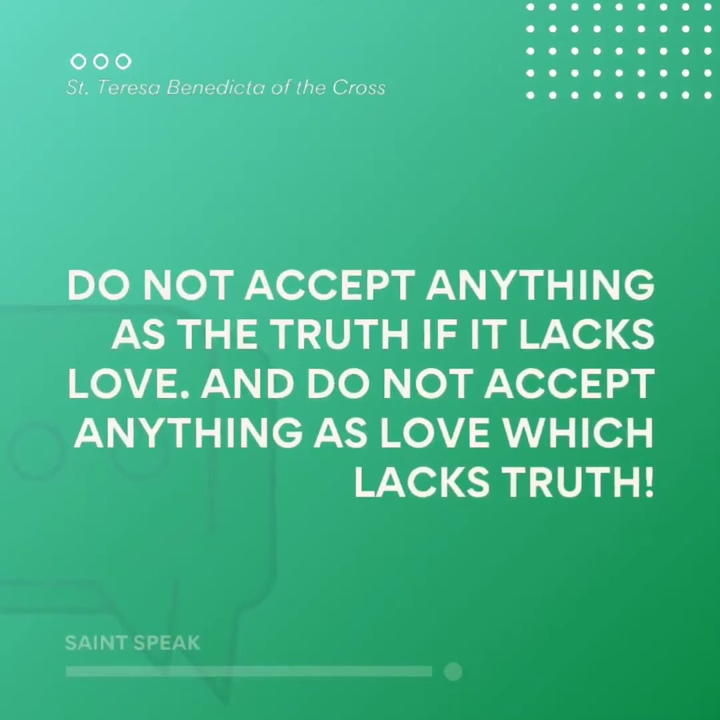 St. Teresa Benedicta of the Cross
DO NOT ACCEPT ANYTHING
AS THE TRUTH IF IT LACKS
LOVE. AND DO NOT ACCEPT
ANYTHING AS LOVE WHICH
LACKS TRUTH!
SAINT SPEAK